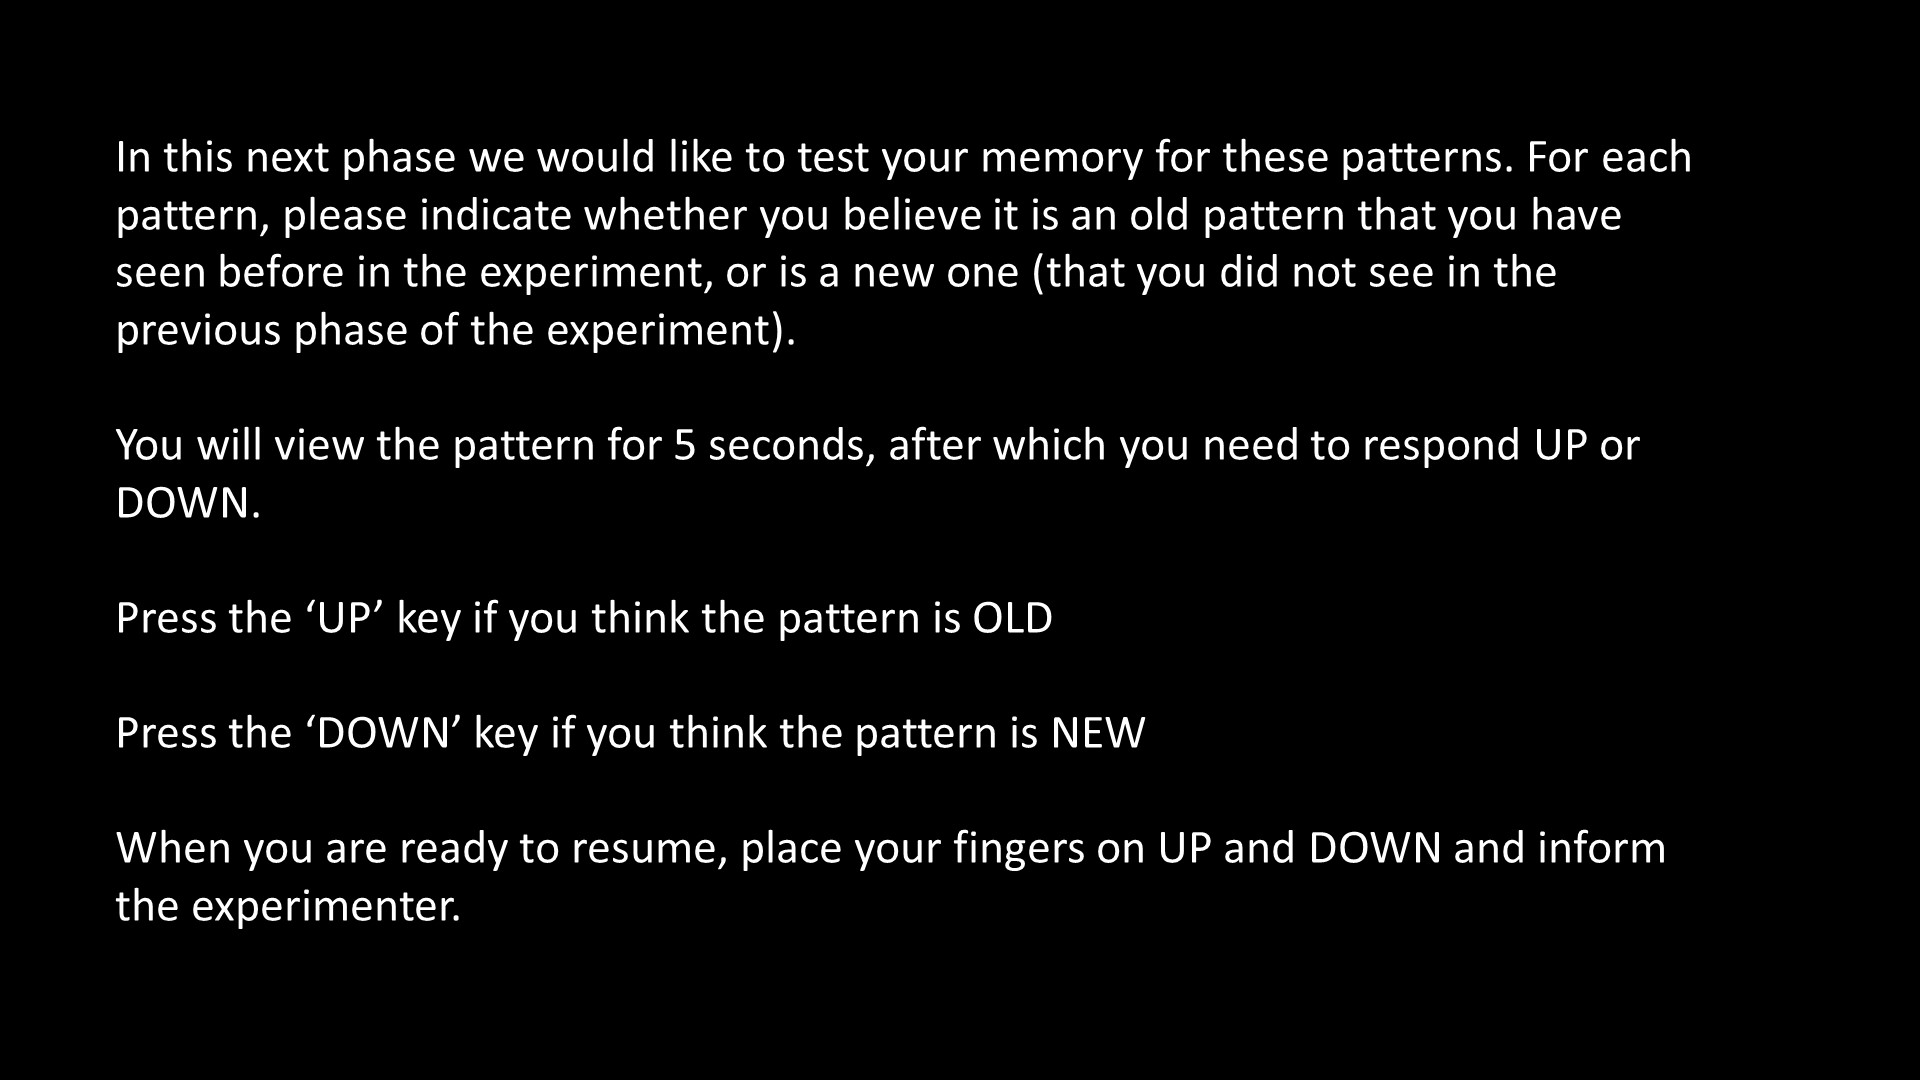 In this next phase we would like to test your memory for these patterns. For each
pattern, please indicate whether you believe it is an old pattern that you have
seen before in the experiment, or is a new one (that you did not see in the
previous phase of the experiment).
You will view the pattern for 5 seconds, after which you need to respond UP or
DOWN.
Press the ‘UP’ key if you think the pattern is OLD
Press the ‘DOWN’ key if you think the pattern is NEW
When you are ready to resume, place your fingers on UP and DOWN and inform
the experimenter.